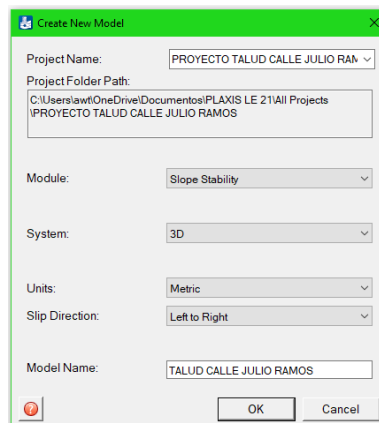 Create New Model
Project Name: PROYECTO TALUD CALLE JULIO RAM
Project Folder Path:
C:\Users\awt\OneDrive\Documentos\PLAXIS LE 21\All Projects
\PROYECTO TALUD CALLE JULIO RAMOS
Module: Slope Stability
System: 3D
Units: Metric
Slip Direction: Left to Right
Model Name: TALUD CALLE JULIO RAMOS
? OK Cancel